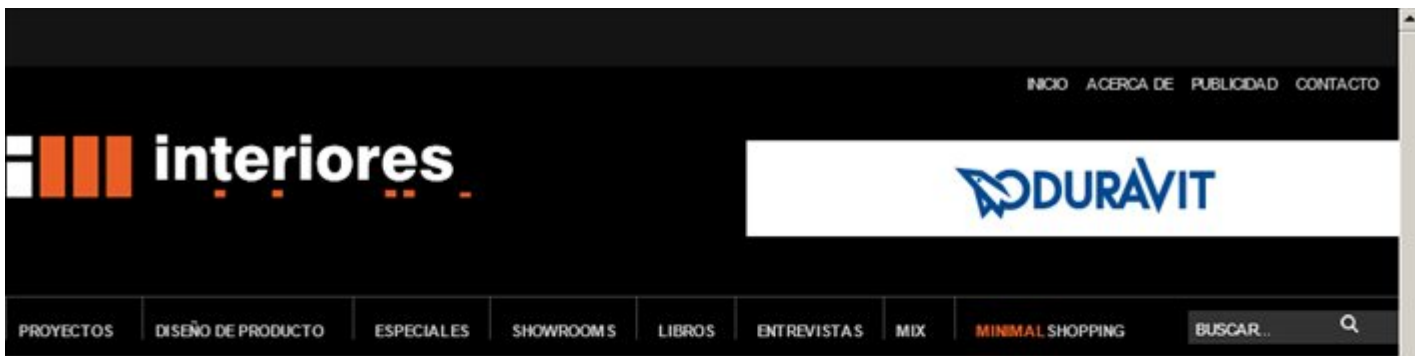 INICIO ACERCA DE PUBLICIDAD CONTACTO
interiores
DURAVIT
PROYECTOS DISEÑO DE PRODUCTO ESPECIALES SHOWROOMS LIBROS ENTREVISTAS MIX MINIMAL SHOPPING BUSCAR...